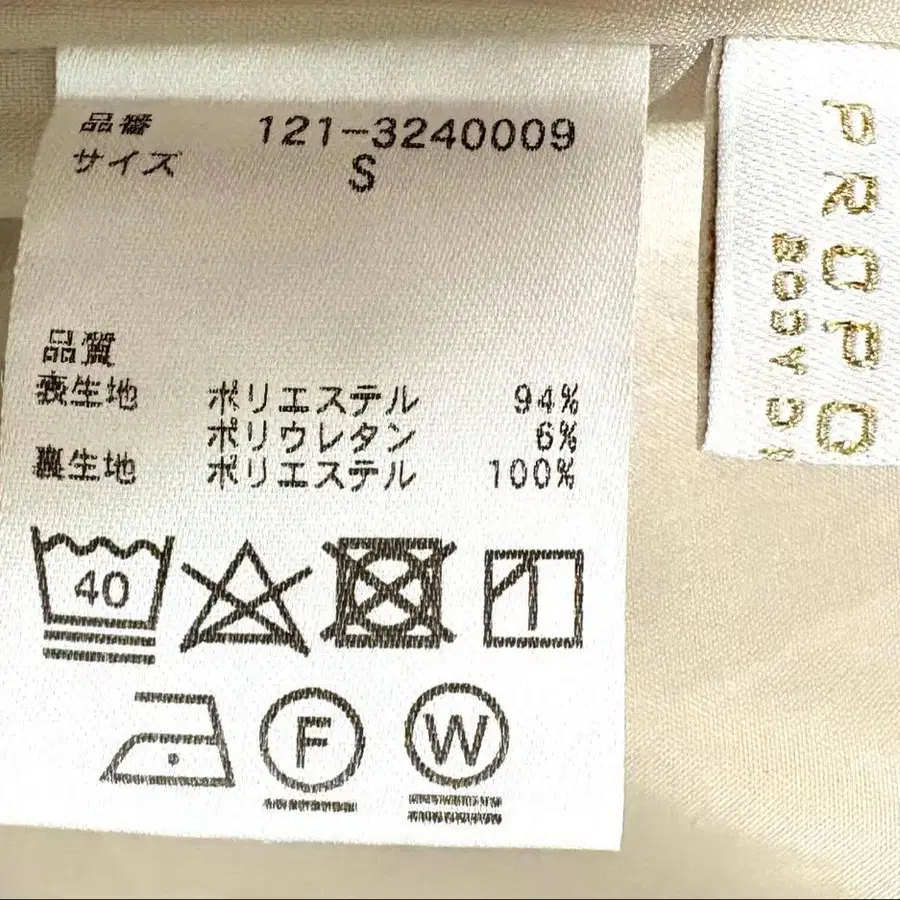 品番 121-3240009
サイズ S
品質
表生地 ポリエステル 94%
ポリウレタン 6%
裏生地 ポリエステル 100%
40
F
W
PROPO
BODY C